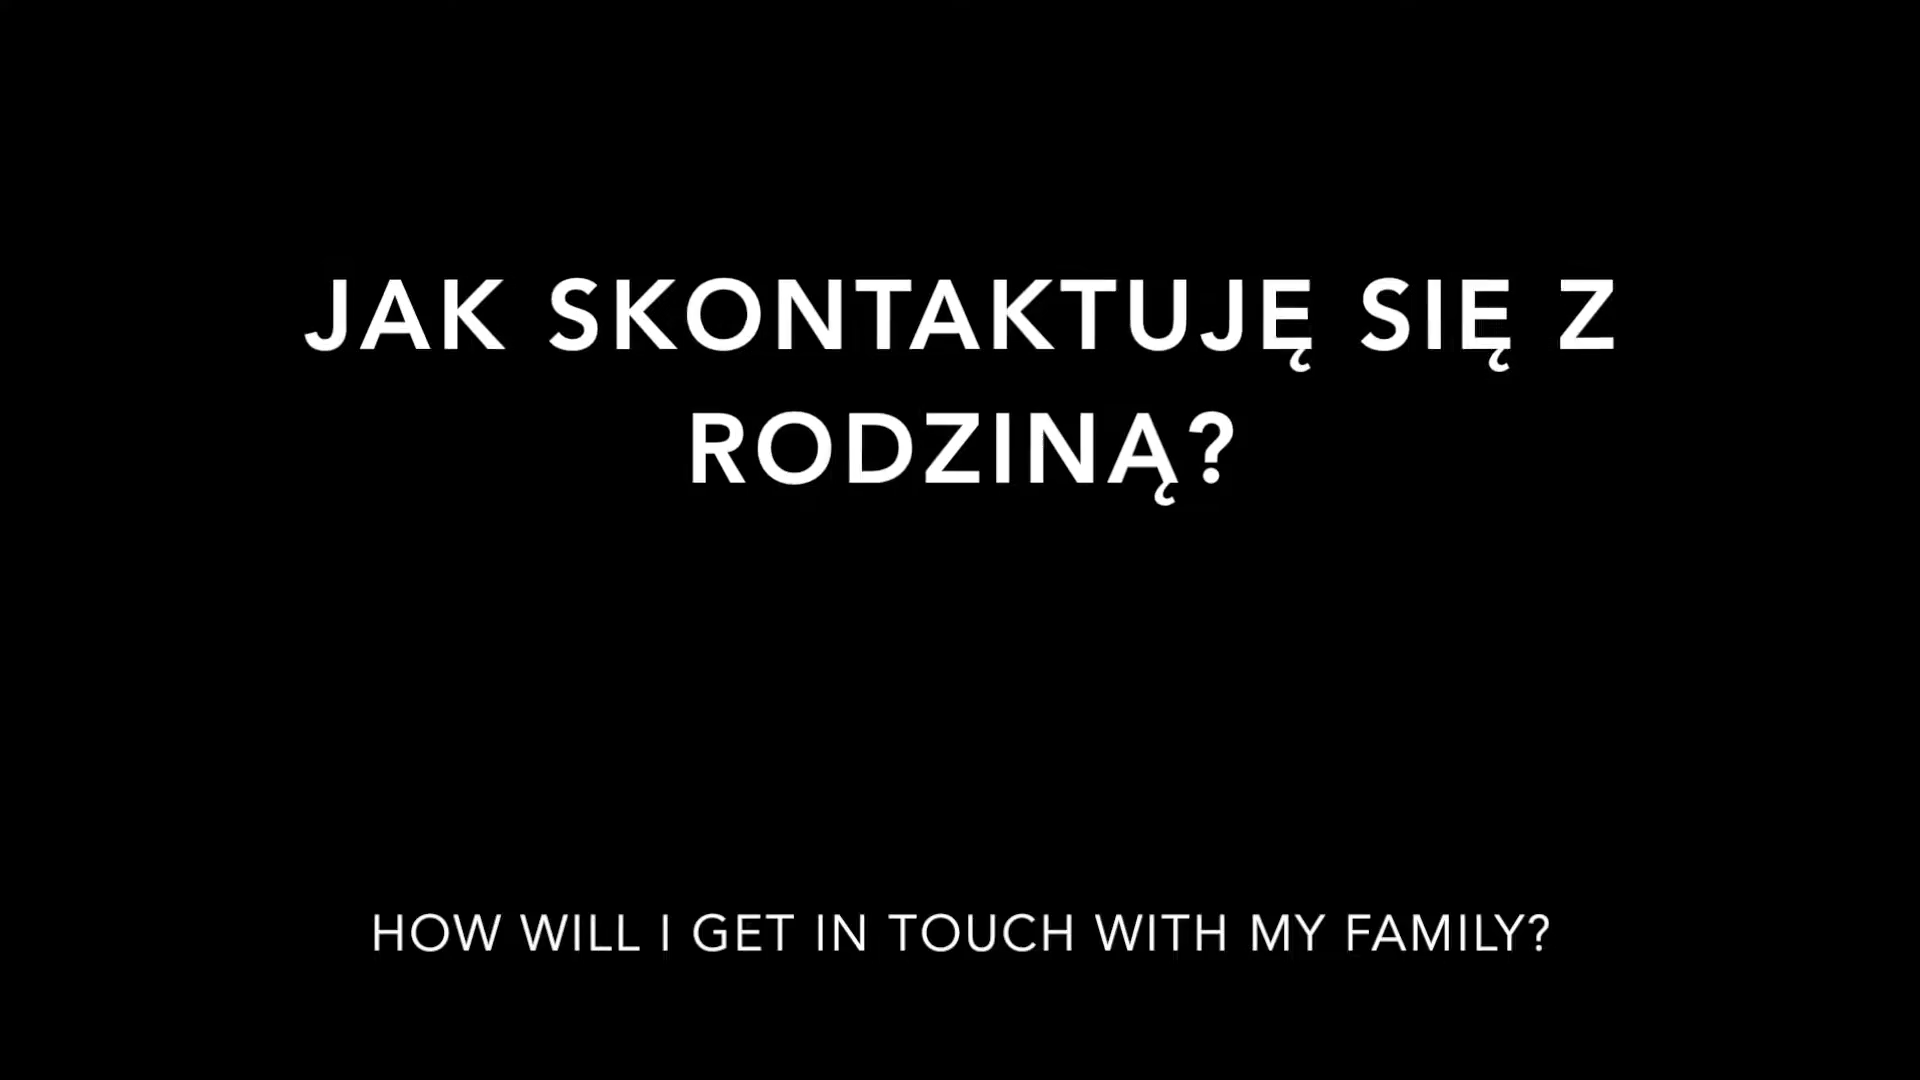 JAK SKONTAKTUJĘ SIĘ Z
RODZINĄ?
HOW WILL I GET IN TOUCH WITH MY FAMILY?